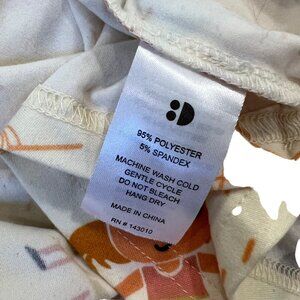 95% POLYESTER
5% SPANDEX
MACHINE WASH COLD
GENTLE CYCLE
DO NOT BLEACH
HANG DRY
MADE IN CHINA
RN # 143010